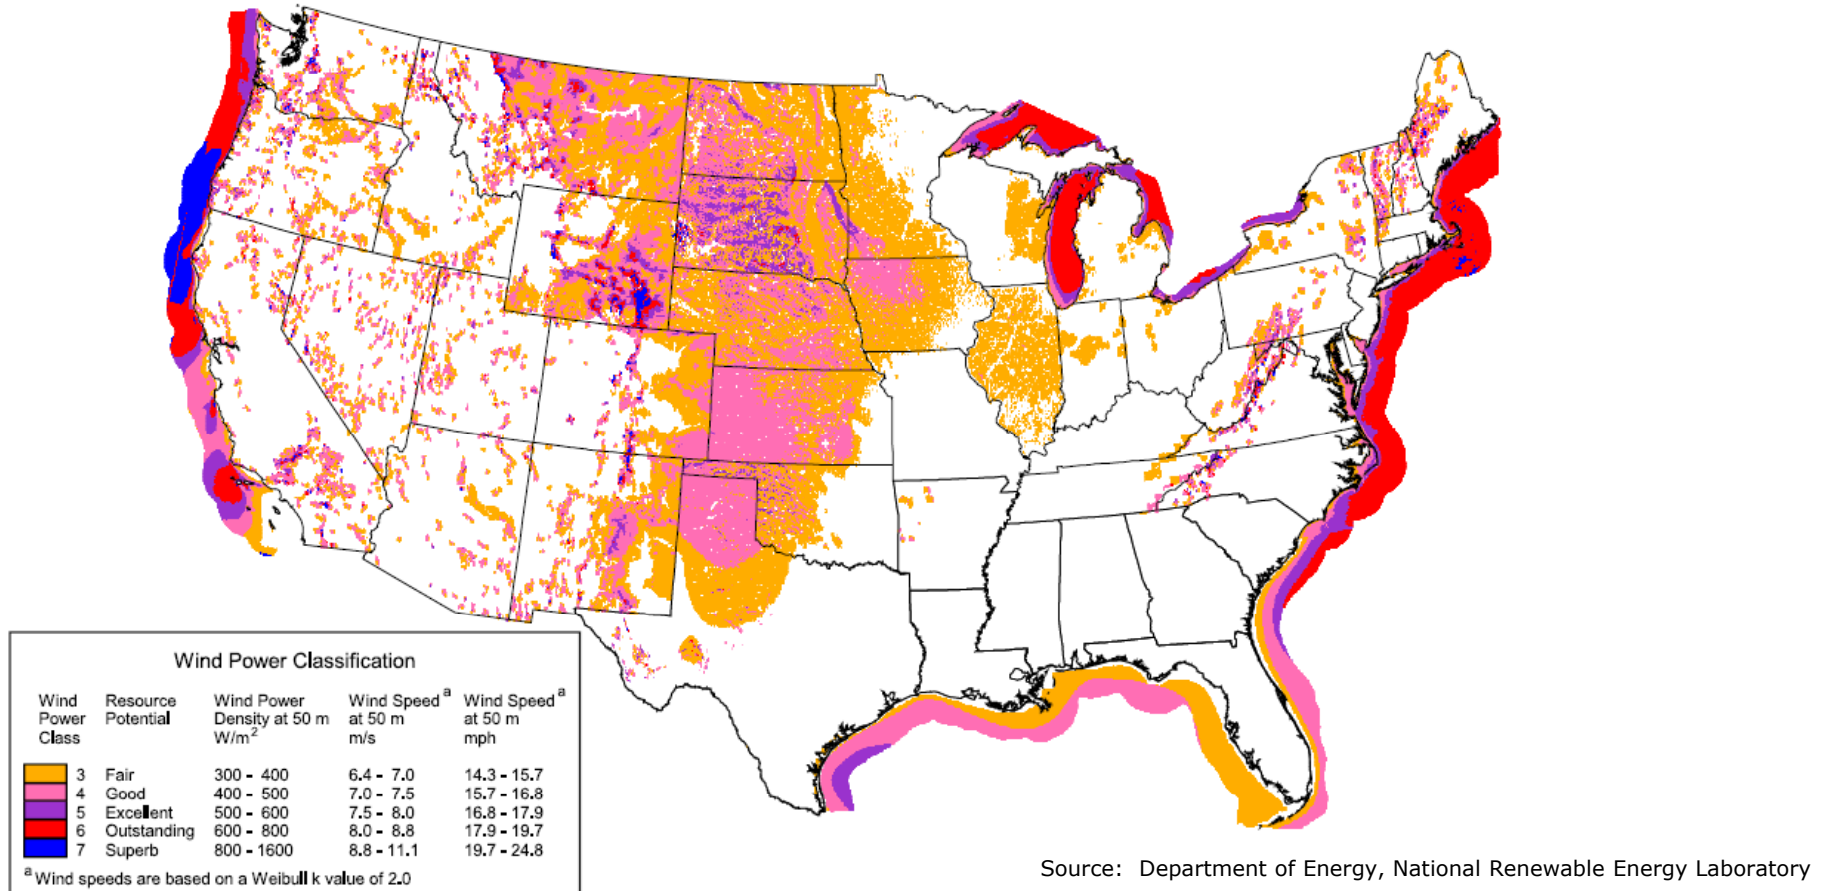 Wind Power Classification
Wind Power Class Resource Potential Wind Power Density at 50 m W/m2 Wind Speed a at 50 m m/s Wind Speed a at 50 m mph
3 Fair 300 - 400 6.4 - 7.0 14.3 - 15.7
4 Good 400 - 500 7.0 - 7.5 15.7 - 16.8
5 Excellent 500 - 600 7.5 - 8.0 16.8 - 17.9
6 Outstanding 600 - 800 8.0 - 8.8 17.9 - 19.7
7 Superb 800 - 1600 8.8 - 11.1 19.7 - 24.8
a Wind speeds are based on a Weibull k value of 2.0
Source: Department of Energy, National Renewable Energy Laboratory